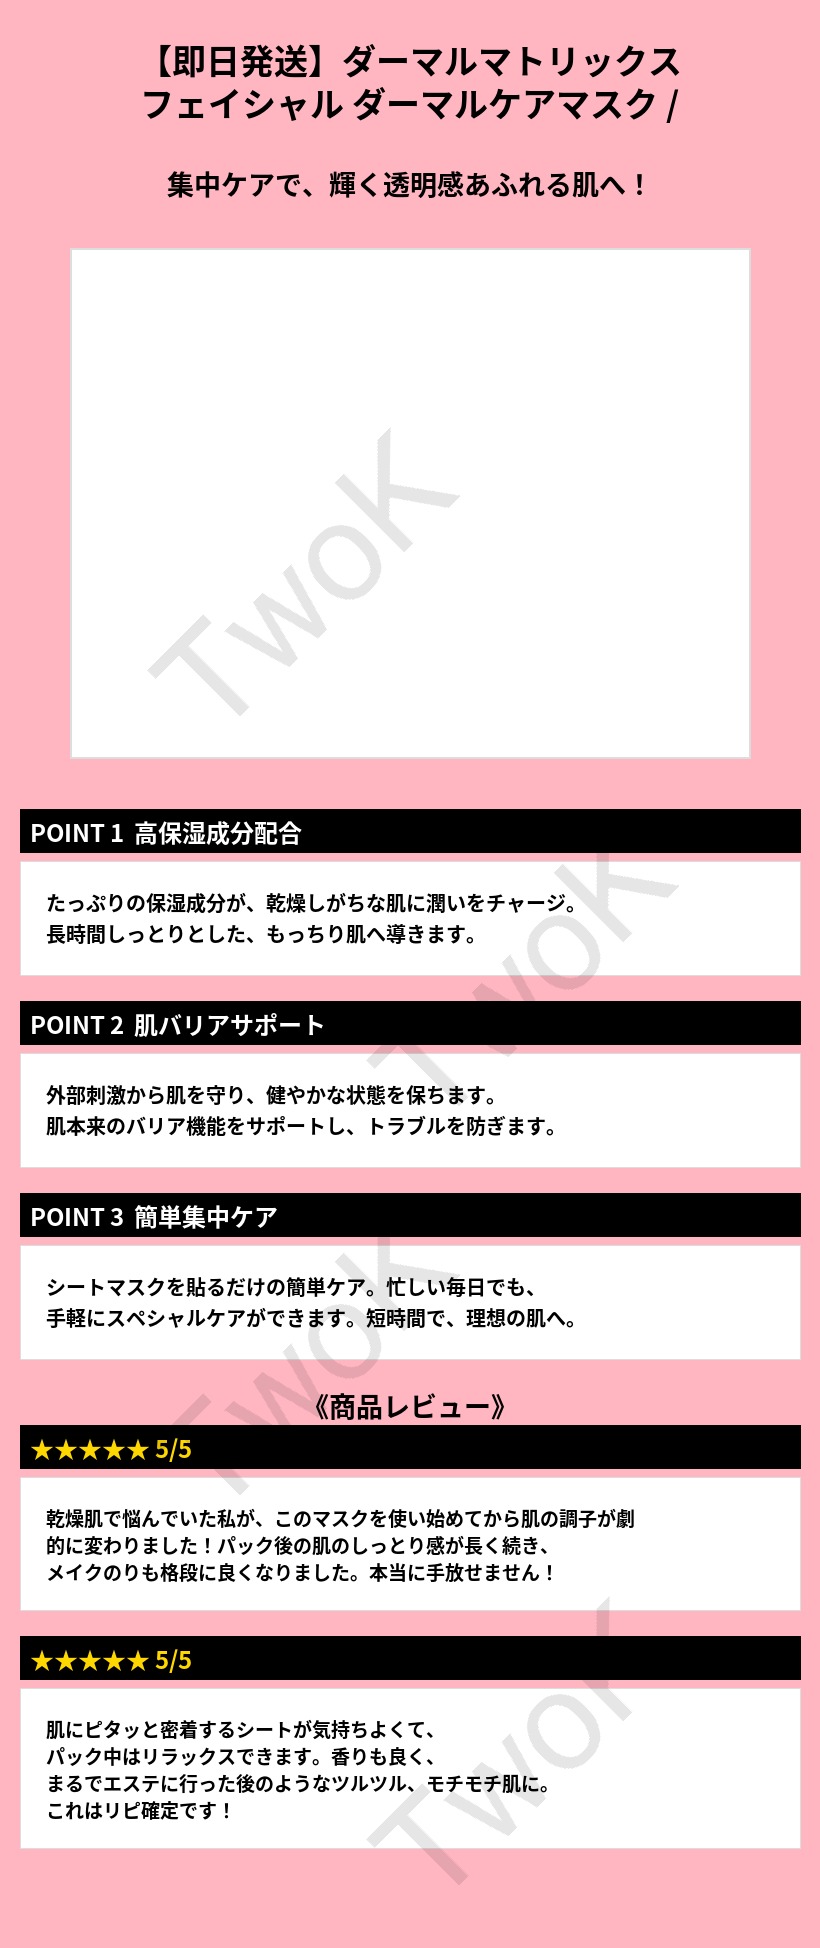 【即日発送】ダーマルマトリックス
フェイシャル ダーマルケアマスク /
集中ケアで、輝く透明感あふれる肌へ！
TwoK
POINT 1 高保湿成分配合
たっぷりの保湿成分が、乾燥しがちな肌に潤いをチャージ。
長時間しっとりとした、もっちり肌へ導きます。
TwoK
POINT 2 肌バリアサポート
外部刺激から肌を守り、健やかな状態を保ちます。
肌本来のバリア機能をサポートし、トラブルを防ぎます。
POINT 3 簡単集中ケア
シートマスクを貼るだけの簡単ケア。忙しい毎日でも、
手軽にスペシャルケアができます。短時間で、理想の肌へ。
TwoK
《商品レビュー》
★★★★★ 5/5
乾燥肌で悩んでいた私が、このマスクを使い始めてから肌の調子が劇
的に変わりました！パック後の肌のしっとり感が長く続き、
メイクのりも格段に良くなりました。本当に手放せません！
★★★★★ 5/5
肌にピタッと密着するシートが気持ちよくて、
パック中はリラックスできます。香りも良く、
まるでエステに行った後のようなツルツル、モチモチ肌に。
これはリピ確定です！
TwoK